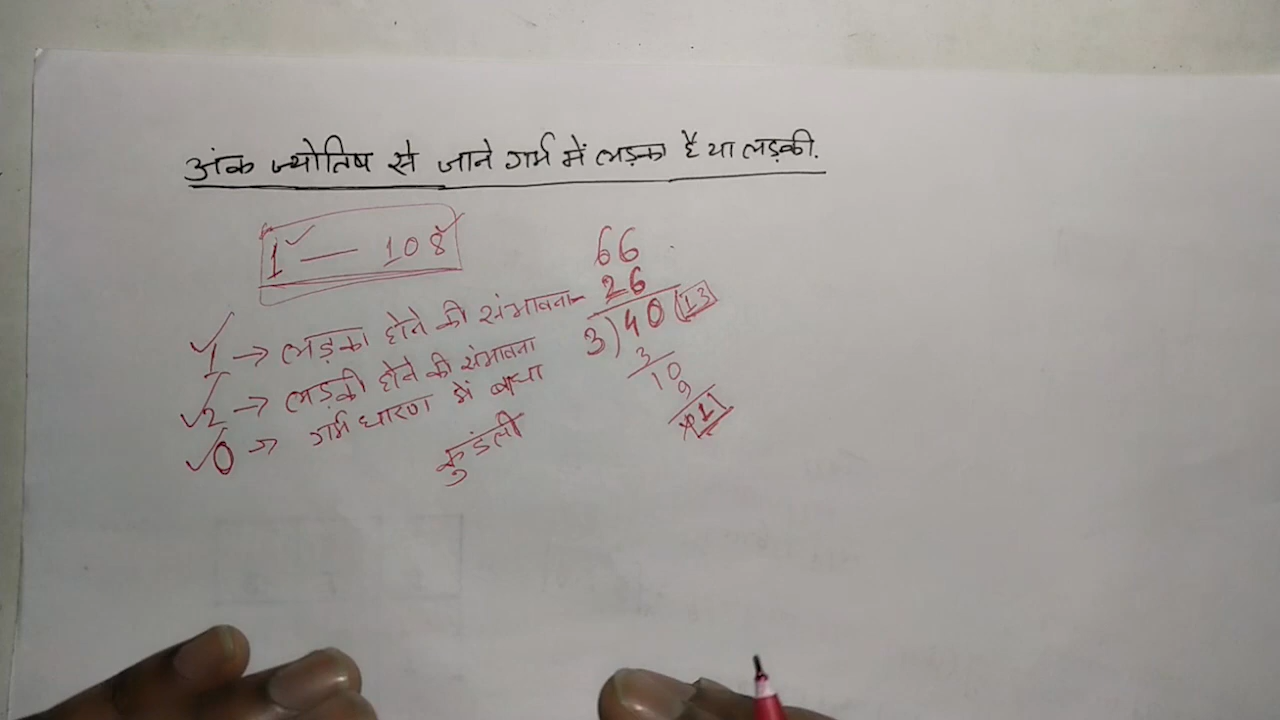 अंक ज्योतिष से जाने गर्भ में लड़का है या लड़की.
1 — 108
66
26
3) 40 (13
3
10
9
1
1 → लड़का होने की संभावना
2 → लड़की होने की संभावना
0 → गर्भ धारण में बाधा
कुंडली